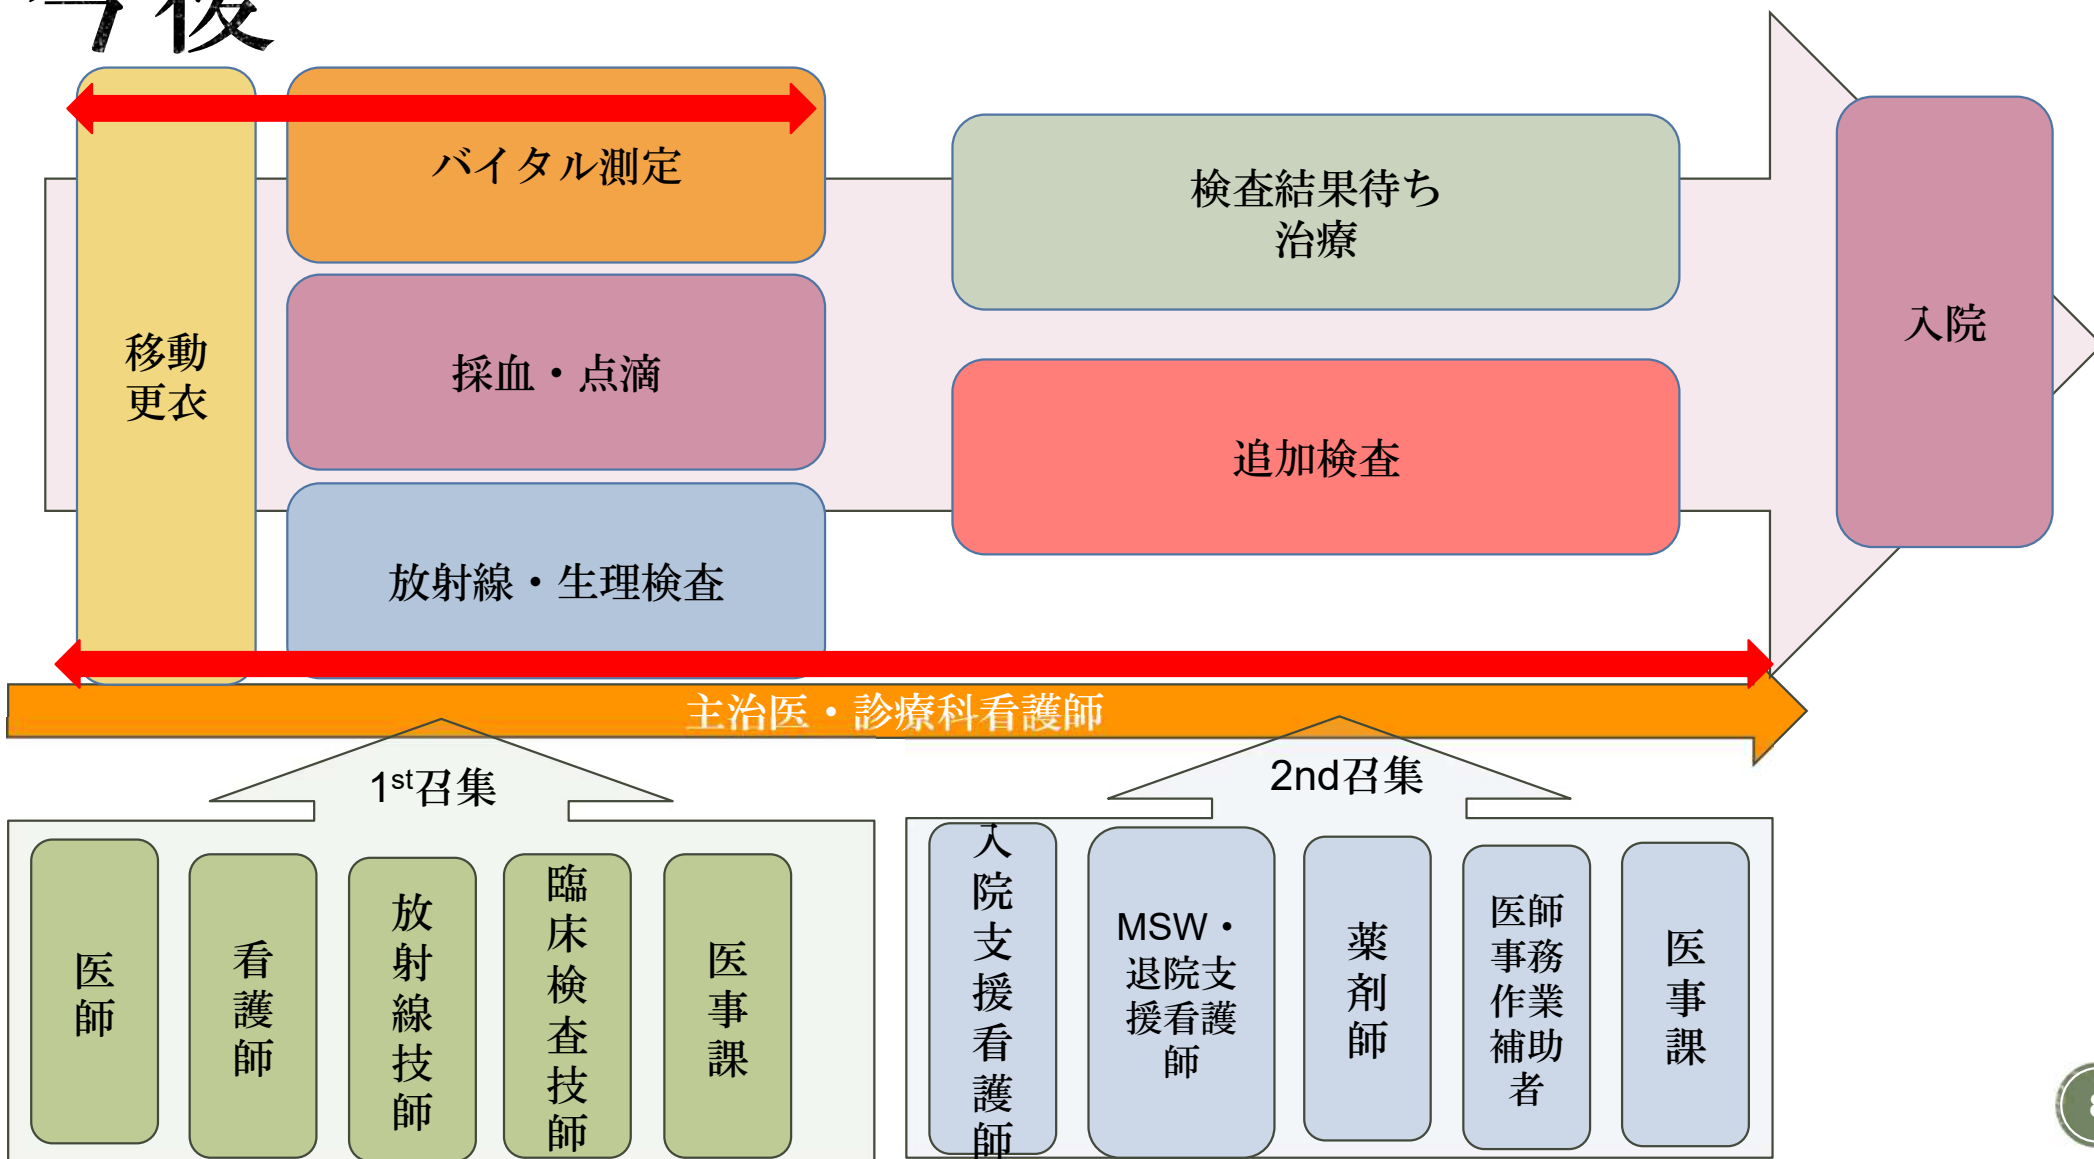 今後
バイタル測定
検査結果待ち
治療
移動
更衣
採血・点滴
入院
追加検査
放射線・生理検査
主治医・診療科看護師
1st召集
2nd召集
医師
看護師
放射線技師
臨床検査技師
医事課
入院支援看護師
MSW・
退院支
援看護
師
薬剤師
医師
事務
作業
補助
者
医事課